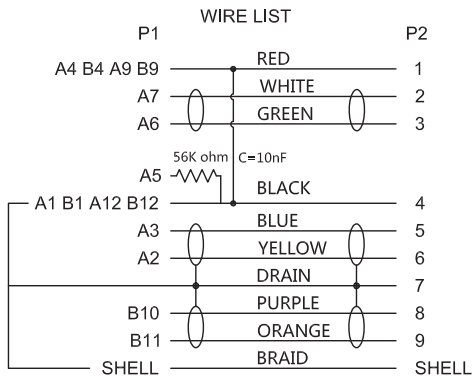 WIRE LIST
P1 P2
A4 B4 A9 B9 RED 1
A7 WHITE 2
A6 GREEN 3
56K ohm C=10nF
A5
A1 B1 A12 B12 BLACK 4
A3 BLUE 5
A2 YELLOW 6
DRAIN 7
B10 PURPLE 8
B11 ORANGE 9
SHELL BRAID SHELL